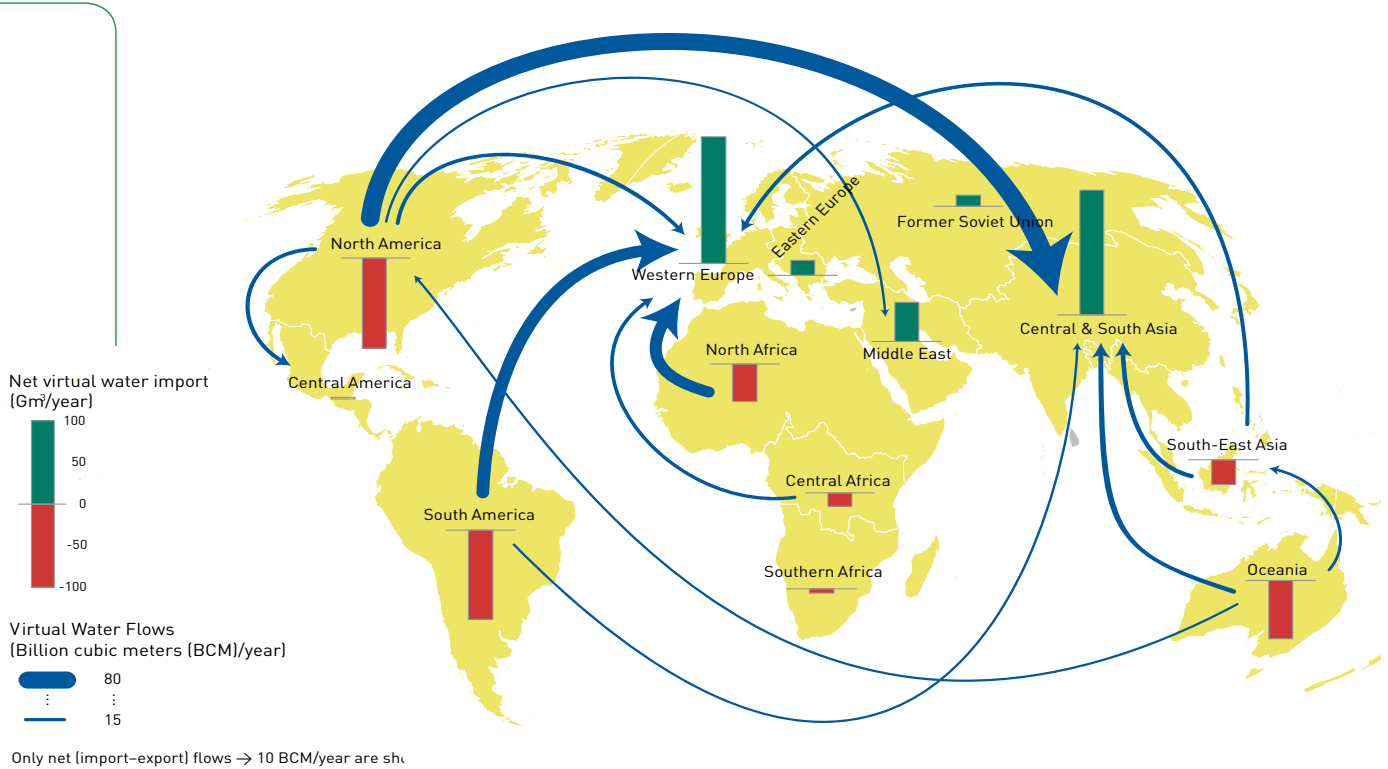 Eastern Europe
Former Soviet Union
North America
Western Europe
Central & South Asia
North Africa
Middle East
Net virtual water import
(Gm³/year)
Central America
100
50
0
-50
-100
South-East Asia
Central Africa
South America
Southern Africa
Oceania
Virtual Water Flows
(Billion cubic meters (BCM)/year)
80
⋮ ⋮
15
Only net (import–export) flows → 10 BCM/year are